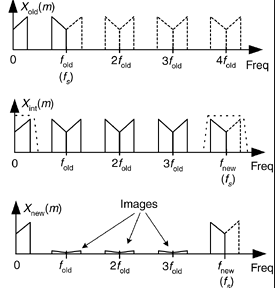 X_old(m)
0 f_old 2f_old 3f_old 4f_old Freq
(f_s)
X_int(m)
0 f_old 2f_old 3f_old f_new Freq
(f_s)
X_new(m)
Images
0 f_old 2f_old 3f_old f_new Freq
(f_s)